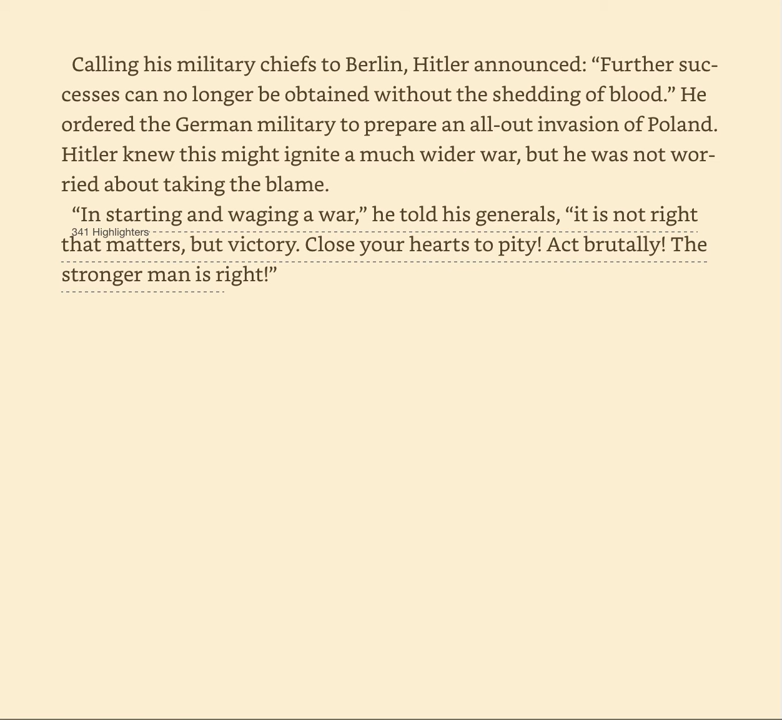 Calling his military chiefs to Berlin, Hitler announced: “Further suc-
cesses can no longer be obtained without the shedding of blood.” He
ordered the German military to prepare an all-out invasion of Poland.
Hitler knew this might ignite a much wider war, but he was not wor-
ried about taking the blame.
“In starting and waging a war,” he told his generals, “it is not right
341 Highlighters
that matters, but victory. Close your hearts to pity! Act brutally! The
stronger man is right!”